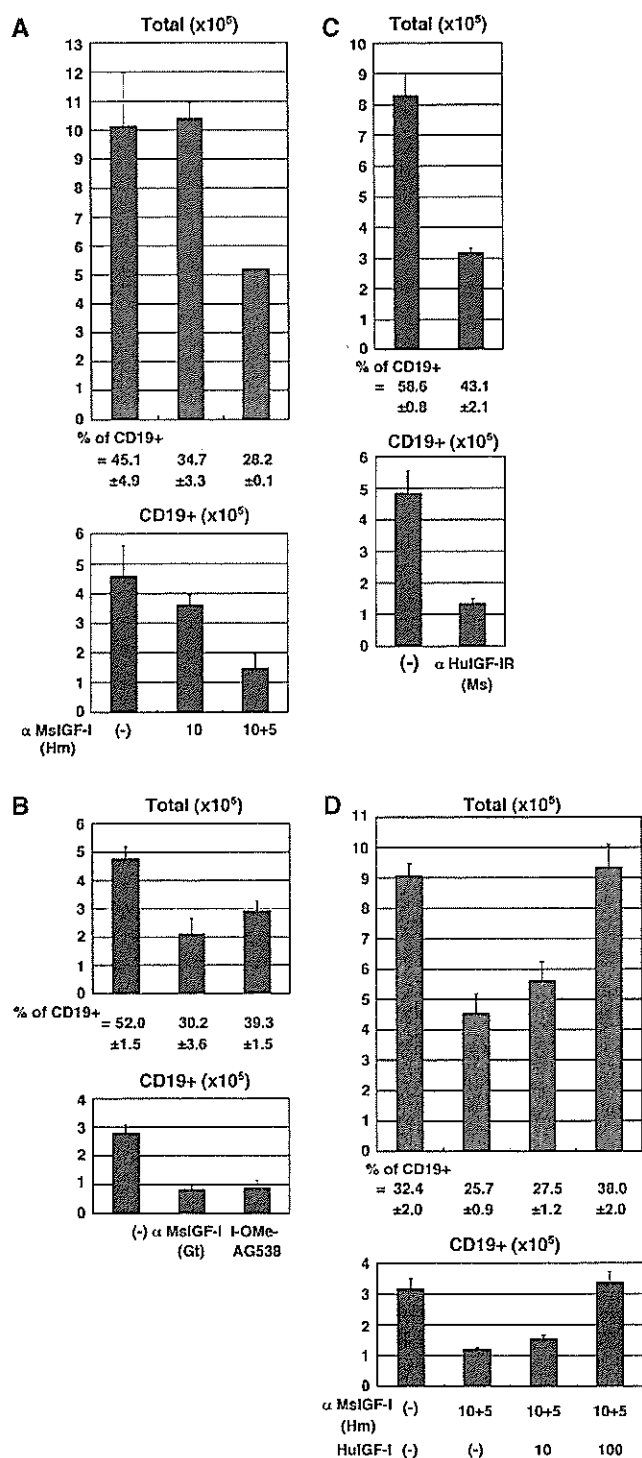 A
Total (x10⁵)
13
12
11
10
9
8
7
6
5
4
3
2
1
0
% of CD19+
= 45.1 34.7 28.2
±4.9 ±3.3 ±0.1
CD19+ (x10⁵)
6
5
4
3
2
1
0
α MsIGF-I (-) 10 10+5
(Hm)
B
Total (x10⁵)
6
5
4
3
2
1
0
% of CD19+
= 52.0 30.2 39.3
±1.5 ±3.6 ±1.5
CD19+ (x10⁵)
4
3
2
1
0
(-) α MsIGF-I I-OMe-
(Gt) AG538
C
Total (x10⁵)
10
9
8
7
6
5
4
3
2
1
0
% of CD19+
= 58.6 43.1
±0.8 ±2.1
CD19+ (x10⁵)
6
5
4
3
2
1
0
(-) α HuIGF-IR
(Ms)
D
Total (x10⁵)
11
10
9
8
7
6
5
4
3
2
1
0
% of CD19+
= 32.4 25.7 27.5 38.0
±2.0 ±0.9 ±1.2 ±2.0
CD19+ (x10⁵)
4
3
2
1
0
α MsIGF-I (-) 10+5 10+5 10+5
(Hm)
HuIGF-I (-) (-) 10 100